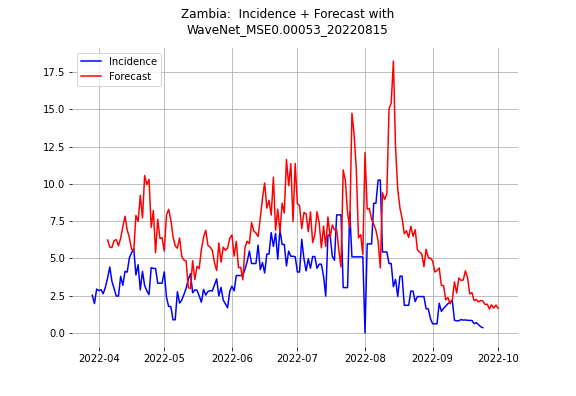 Zambia:  Incidence + Forecast with
WaveNet_MSE0.00053_20220815
Incidence
Forecast
17.5
15.0
12.5
10.0
7.5
5.0
2.5
0.0
2022-04 2022-05 2022-06 2022-07 2022-08 2022-09 2022-10